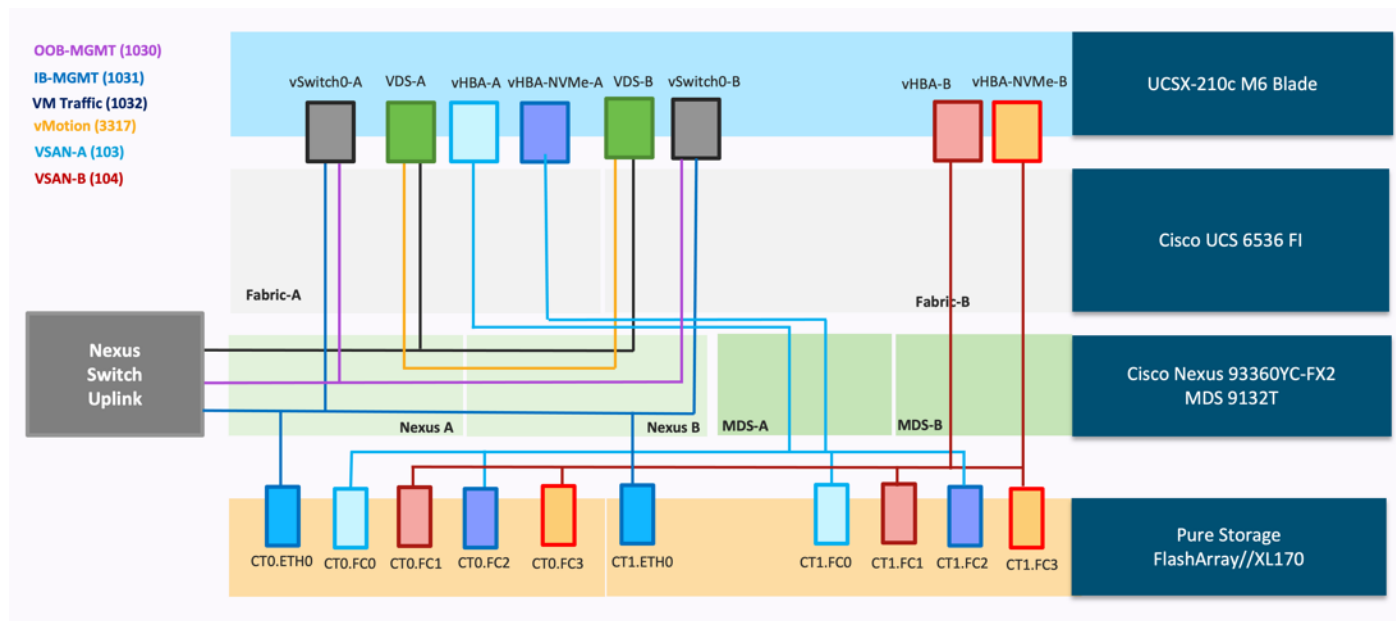 OOB-MGMT (1030)
IB-MGMT (1031)
VM Traffic (1032)
vMotion (3317)
VSAN-A (103)
VSAN-B (104)
vSwitch0-A
VDS-A
vHBA-A
vHBA-NVMe-A
VDS-B
vSwitch0-B
vHBA-B
vHBA-NVMe-B
UCSX-210c M6 Blade
Fabric-A
Fabric-B
Cisco UCS 6536 FI
Nexus
Switch
Uplink
Nexus A
Nexus B
MDS-A
MDS-B
Cisco Nexus 93360YC-FX2
MDS 9132T
CT0.ETH0
CT0.FC0
CT0.FC1
CT0.FC2
CT0.FC3
CT1.ETH0
CT1.FC0
CT1.FC1
CT1.FC2
CT1.FC3
Pure Storage
FlashArray//XL170